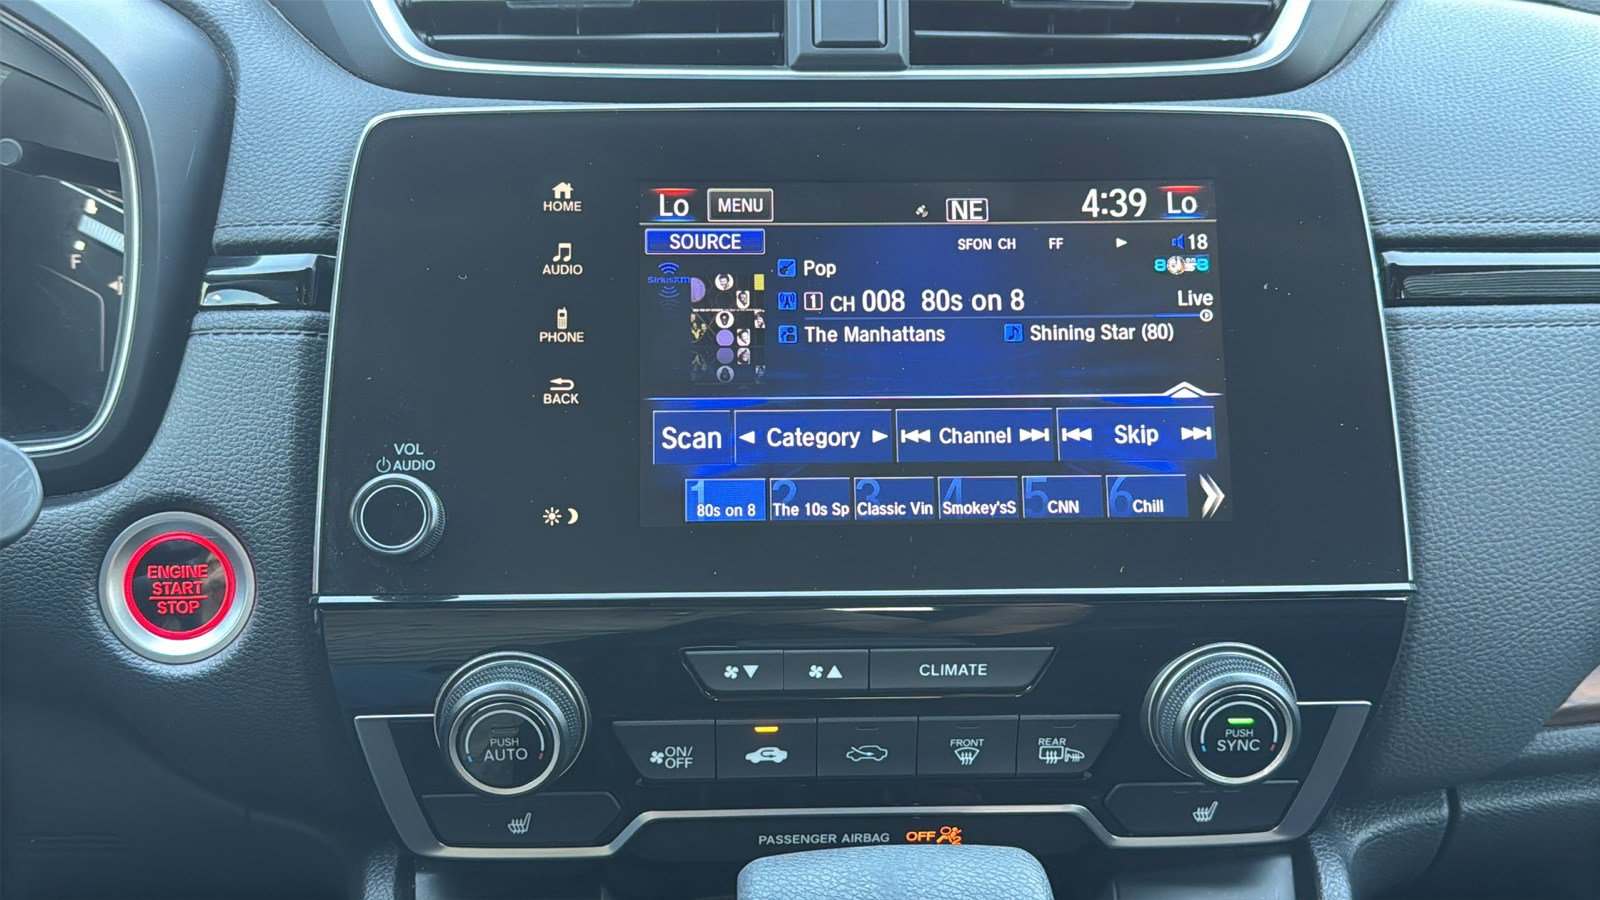 F
HOME
AUDIO
PHONE
BACK
VOL
AUDIO
Lo MENU NE 4:39 Lo
SOURCE SFON CH FF 18
SiriusXM Pop
1 CH 008 80s on 8 Live
The Manhattans Shining Star (80)
Scan Category Channel Skip
1 80s on 8
2 The 10s Sp
3 Classic Vin
4 Smokey'sS
5 CNN
6 Chill
ENGINE
START
STOP
CLIMATE
PUSH
AUTO
ON/
OFF
FRONT
REAR
PUSH
SYNC
PASSENGER AIRBAG OFF